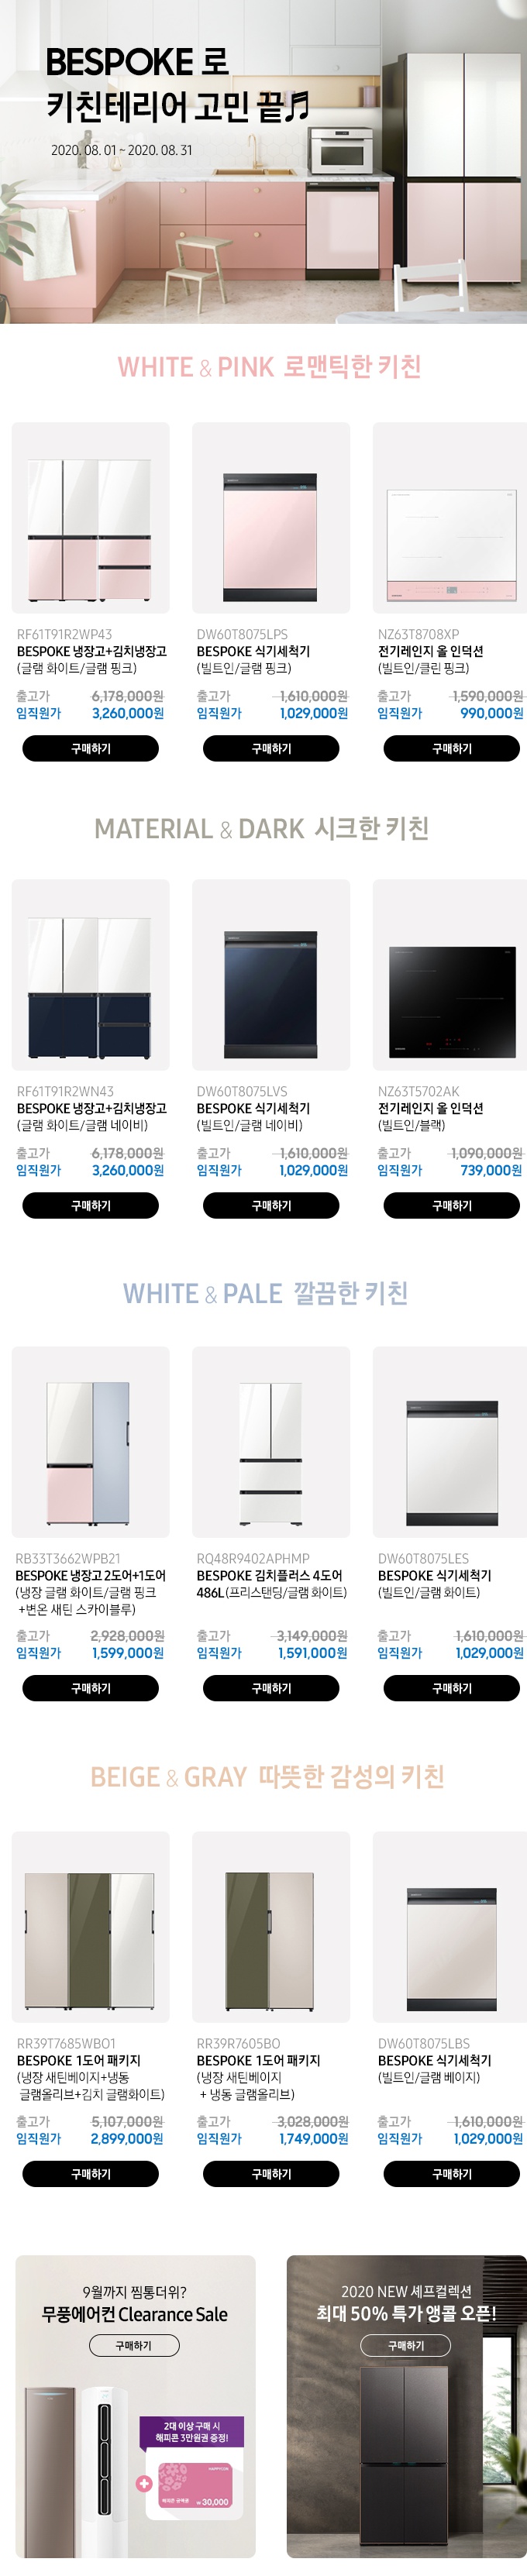 BESPOKE 로
키친테리어 고민 끝♬
2020. 08. 01 ~ 2020. 08. 31
WHITE & PINK 로맨틱한 키친
RF61T91R2WP43
BESPOKE 냉장고+김치냉장고
(글램 화이트/글램 핑크)
출고가 6,178,000원
임직원가 3,260,000원
구매하기
DW60T8075LPS
BESPOKE 식기세척기
(빌트인/글램 핑크)
출고가 1,610,000원
임직원가 1,029,000원
구매하기
NZ63T8708XP
전기레인지 올 인덕션
(빌트인/클린 핑크)
출고가 1,590,000원
임직원가 990,000원
구매하기
MATERIAL & DARK 시크한 키친
RF61T91R2WN43
BESPOKE 냉장고+김치냉장고
(글램 화이트/글램 네이비)
출고가 6,178,000원
임직원가 3,260,000원
구매하기
DW60T8075LVS
BESPOKE 식기세척기
(빌트인/글램 네이비)
출고가 1,610,000원
임직원가 1,029,000원
구매하기
NZ63T5702AK
전기레인지 올 인덕션
(빌트인/블랙)
출고가 1,090,000원
임직원가 739,000원
구매하기
WHITE & PALE 깔끔한 키친
RB33T3662WPB21
BESPOKE 냉장고 2도어+1도어
(냉장 글램 화이트/글램 핑크
+변온 새틴 스카이블루)
출고가 2,928,000원
임직원가 1,599,000원
구매하기
RQ48R9402APHMP
BESPOKE 김치플러스 4도어
486L (프리스탠딩/글램 화이트)
출고가 3,149,000원
임직원가 1,591,000원
구매하기
DW60T8075LES
BESPOKE 식기세척기
(빌트인/글램 화이트)
출고가 1,610,000원
임직원가 1,029,000원
구매하기
BEIGE & GRAY 따뜻한 감성의 키친
RR39T7685WBO1
BESPOKE 1도어 패키지
(냉장 새틴베이지+냉동
글램올리브+김치 글램화이트)
출고가 5,107,000원
임직원가 2,899,000원
구매하기
RR39R7605BO
BESPOKE 1도어 패키지
(냉장 새틴베이지
+ 냉동 글램올리브)
출고가 3,028,000원
임직원가 1,749,000원
구매하기
DW60T8075LBS
BESPOKE 식기세척기
(빌트인/글램 베이지)
출고가 1,610,000원
임직원가 1,029,000원
구매하기
9월까지 찜통더위?
무풍에어컨 Clearance Sale
구매하기
2대 이상 구매 시
해피콘 3만원권 증정!
HAPPYCON
₩30,000
2020 NEW 셰프컬렉션
최대 50% 특가 앵콜 오픈!
구매하기